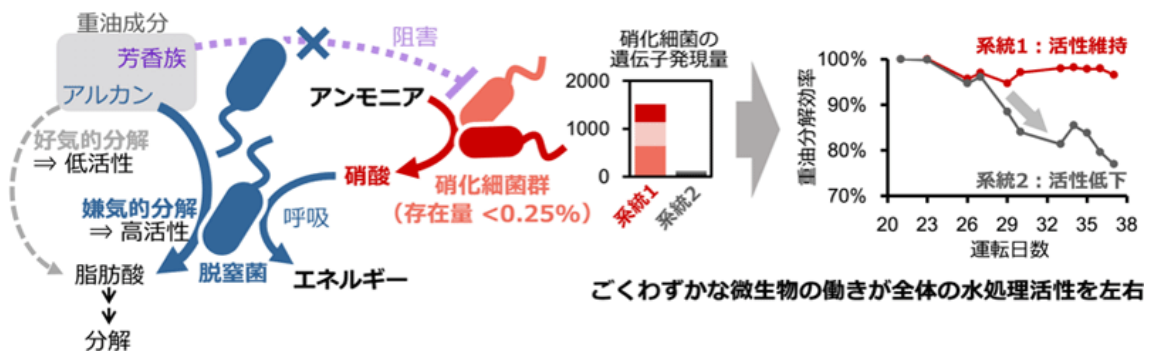 重油成分
芳香族
アルカン
好気的分解
⇒ 低活性
嫌気的分解
⇒ 高活性
脂肪酸
分解
脱窒菌
阻害
アンモニア
硝酸
呼吸
エネルギー
硝化細菌群
（存在量 <0.25%）
硝化細菌の
遺伝子発現量
2000
1000
0
系統1
系統2
重油分解効率
100%
90%
80%
70%
系統1：活性維持
系統2：活性低下
20 23 26 29 32 35 38
運転日数
ごくわずかな微生物の働きが全体の水処理活性を左右